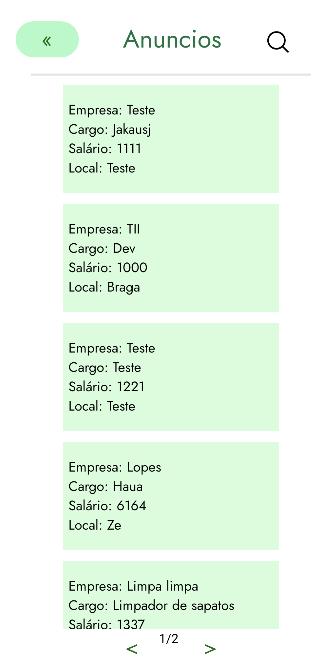 «
Anuncios
Empresa: Teste
Cargo: Jakausj
Salário: 1111
Local: Teste
Empresa: TII
Cargo: Dev
Salário: 1000
Local: Braga
Empresa: Teste
Cargo: Teste
Salário: 1221
Local: Teste
Empresa: Lopes
Cargo: Haua
Salário: 6164
Local: Ze
Empresa: Limpa limpa
Cargo: Limpador de sapatos
Salário: 1337
< 1/2 >